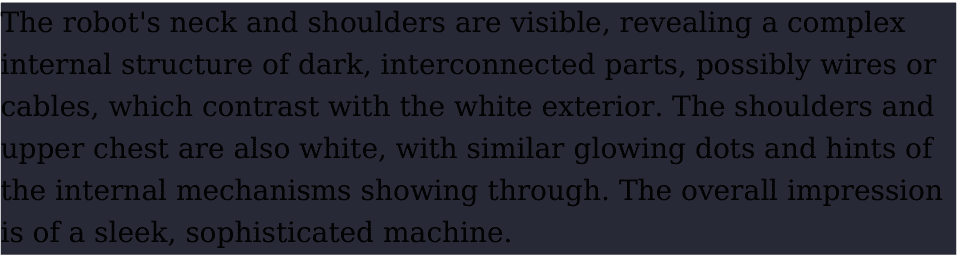 The robot's neck and shoulders are visible, revealing a complex
internal structure of dark, interconnected parts, possibly wires or
cables, which contrast with the white exterior. The shoulders and
upper chest are also white, with similar glowing dots and hints of
the internal mechanisms showing through. The overall impression
is of a sleek, sophisticated machine.